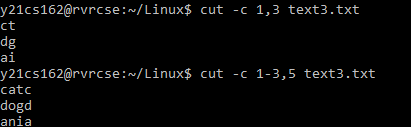 y21cs162@rvrcse:~/Linux$ cut -c 1,3 text3.txt
ct
dg
ai
y21cs162@rvrcse:~/Linux$ cut -c 1-3,5 text3.txt
catc
dogd
ania